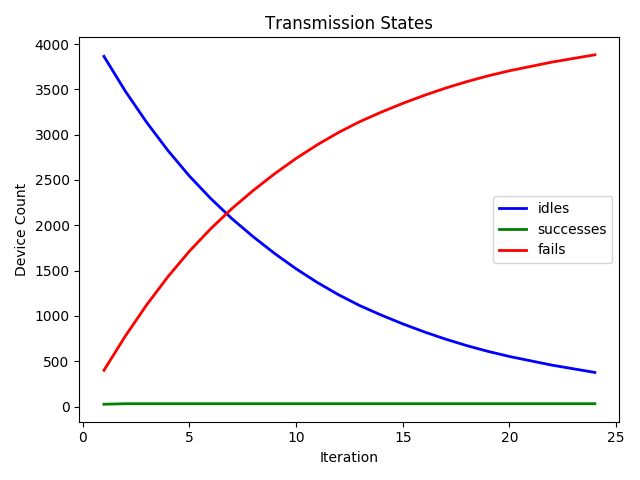 Transmission States
Device Count
4000
3500
3000
2500
2000
1500
1000
500
0
idles
successes
fails
0 5 10 15 20 25
Iteration